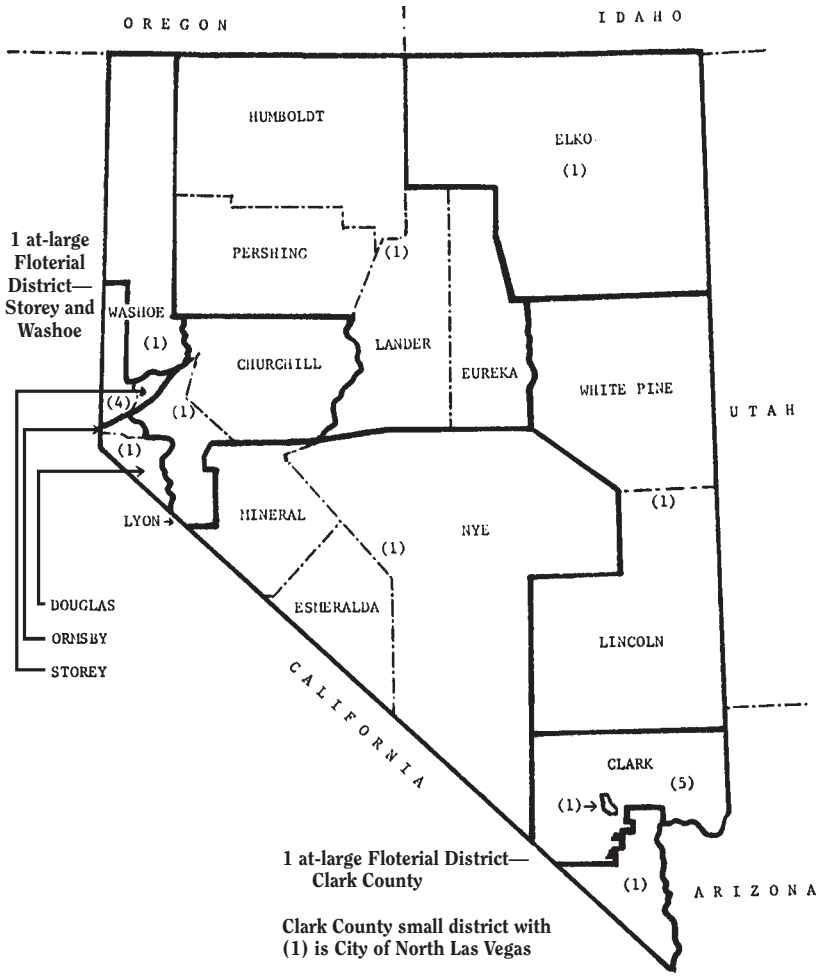 OREGON
IDAHO
HUMBOLDT
ELKO
(1)
1 at-large
Floterial
District—
Storey and
Washoe
PERSHING
(1)
WASHOE
(1)
CHURCHILL
LANDER
EUREKA
WHITE PINE
UTAH
(4)
(1)
(1)
(1)
LYON
MINERAL
NYE
(1)
ESMERALDA
DOUGLAS
ORMSBY
STOREY
LINCOLN
CALIFORNIA
CLARK
(5)
(1)
(1)
ARIZONA
1 at-large Floterial District—
Clark County
Clark County small district with
(1) is City of North Las Vegas